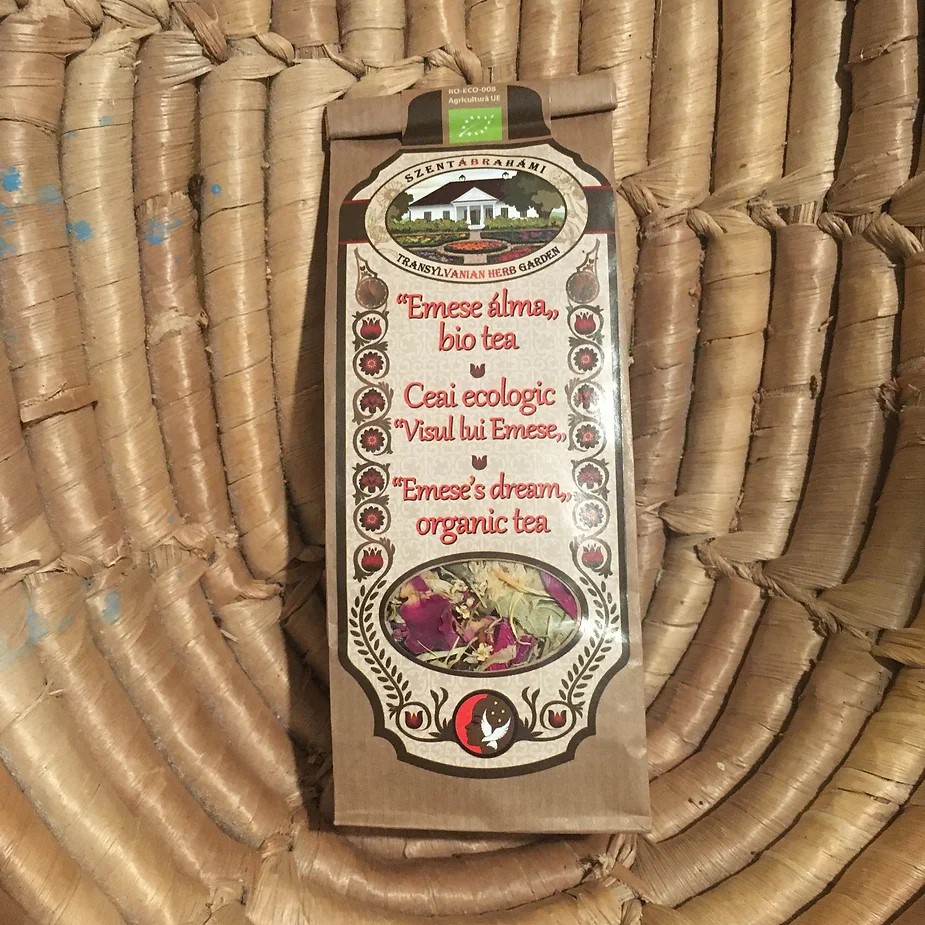 RO-ECO-008
Agricultură UE
SZENTÁBRAHÁMI
TRANSYLVANIAN HERB GARDEN
“Emese álma„
bio tea
Ceai ecologic
“Visul lui Emese„
“Emese's dream„
organic tea